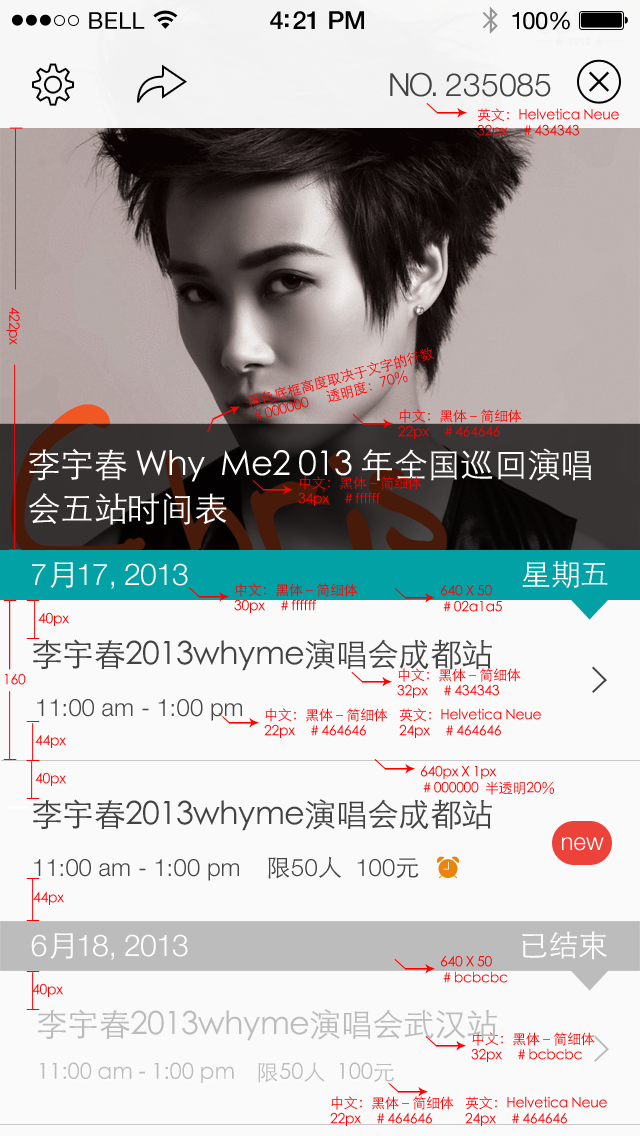 BELL 4:21 PM 100%
NO. 235085
英文：Helvetica Neue
32px # 434343
422px
黑色底框高度取决于文字的行数
# 000000 透明度：70%
中文：黑体－简细体
22px # 464646
Chris
李宇春 Why Me2013 年全国巡回演唱
会五站时间表
中文：黑体－简细体
34px # ffffff
7月17, 2013 星期五
中文：黑体－简细体
30px # ffffff
640 X 50
# 02a1a5
40px
李宇春2013whyme演唱会成都站
160
中文：黑体－简细体
32px # 434343
11:00 am - 1:00 pm
中文：黑体－简细体 英文：Helvetica Neue
22px # 464646 24px # 464646
44px
640px X 1px
# 000000 半透明20%
40px
李宇春2013whyme演唱会成都站
new
11:00 am - 1:00 pm 限50人 100元
44px
6月18, 2013 已结束
640 X 50
# bcbcbc
40px
李宇春2013whyme演唱会武汉站
中文：黑体－简细体
32px # bcbcbc
11:00 am - 1:00 pm 限50人 100元
中文：黑体－简细体 英文：Helvetica Neue
22px # 464646 24px # 464646